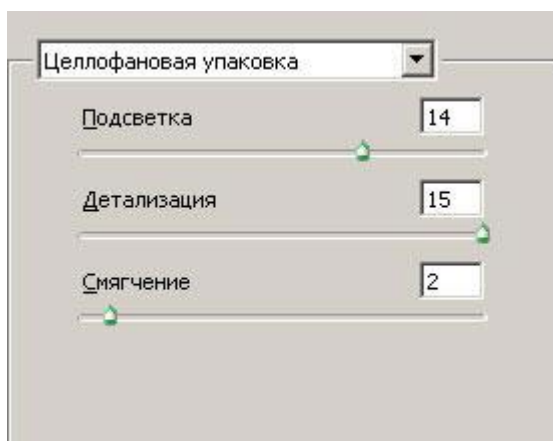 Целлофановая упаковка
Подсветка 14
Детализация 15
Смягчение 2